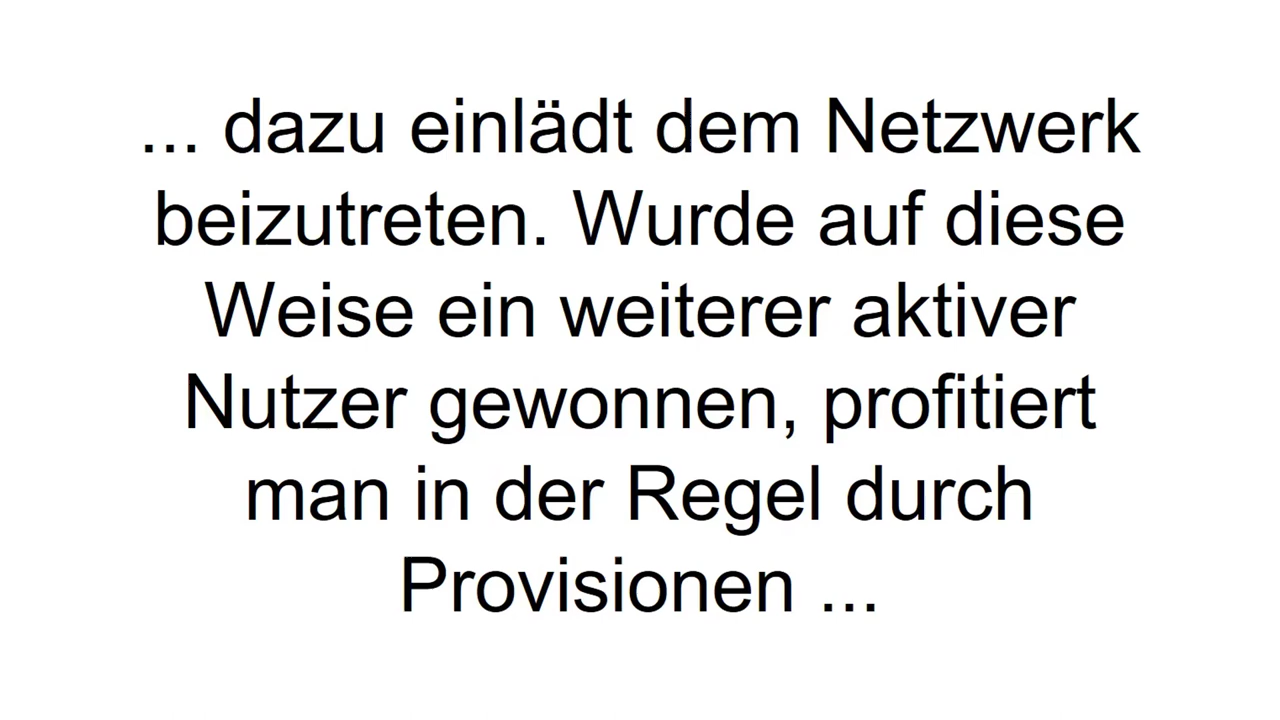 ... dazu einlädt dem Netzwerk
beizutreten. Wurde auf diese
Weise ein weiterer aktiver
Nutzer gewonnen, profitiert
man in der Regel durch
Provisionen ...